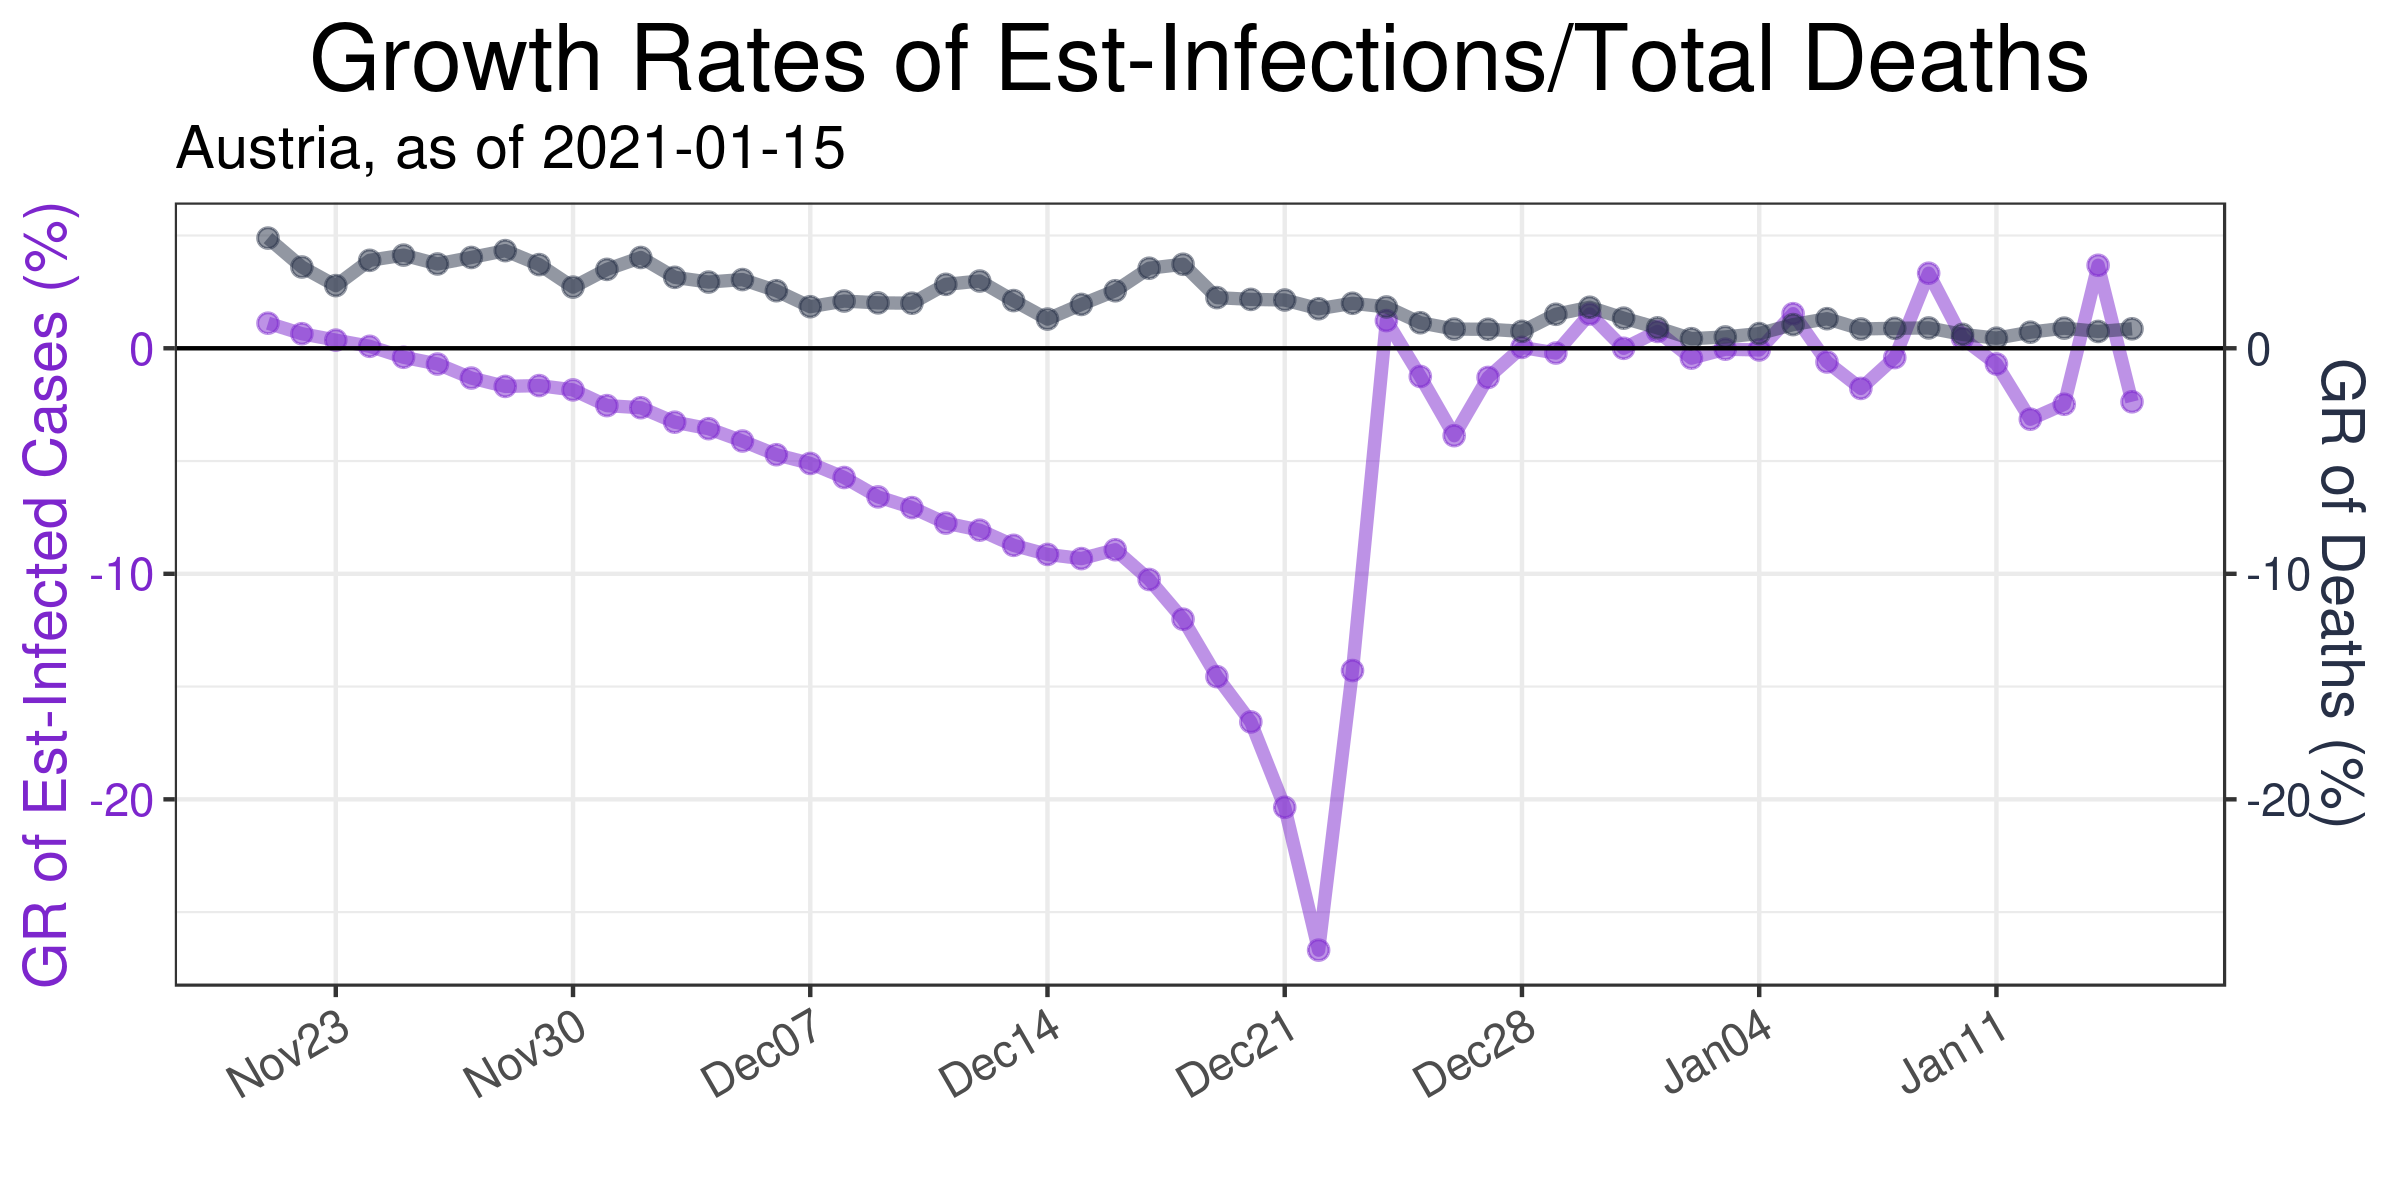 Growth Rates of Est-Infections/Total Deaths
Austria, as of 2021-01-15
GR of Est-Infected Cases (%)
0
-10
-20
0
-10
-20
GR of Deaths (%)
Nov23
Nov30
Dec07
Dec14
Dec21
Dec28
Jan04
Jan11